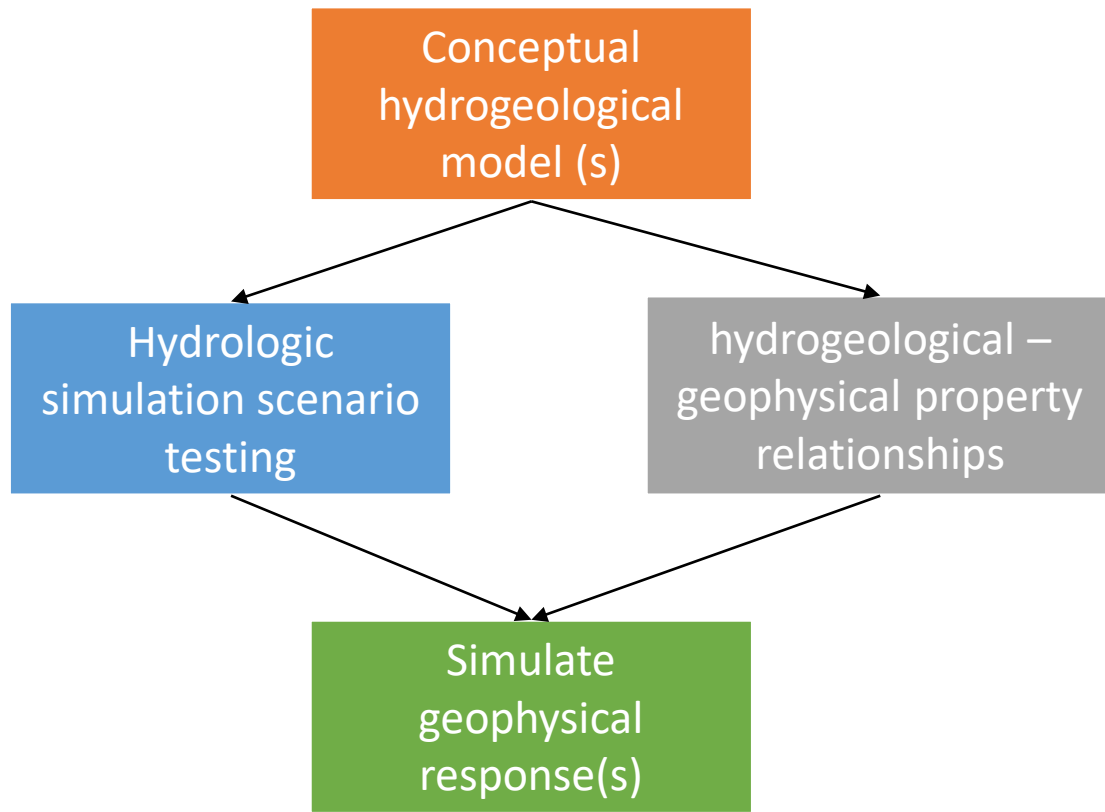 Conceptual
hydrogeological
model (s)
Hydrologic
simulation scenario
testing
hydrogeological –
geophysical property
relationships
Simulate
geophysical
response(s)